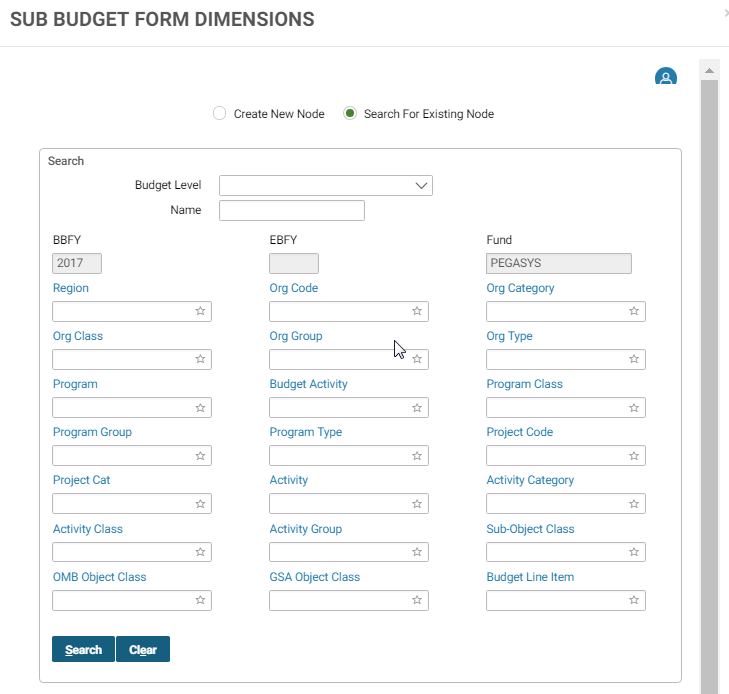 SUB BUDGET FORM DIMENSIONS
Create New Node Search For Existing Node
Search
Budget Level
Name
BBFY EBFY Fund
2017 PEGASYS
Region Org Code Org Category
Org Class Org Group Org Type
Program Budget Activity Program Class
Program Group Program Type Project Code
Project Cat Activity Activity Category
Activity Class Activity Group Sub-Object Class
OMB Object Class GSA Object Class Budget Line Item
Search Clear